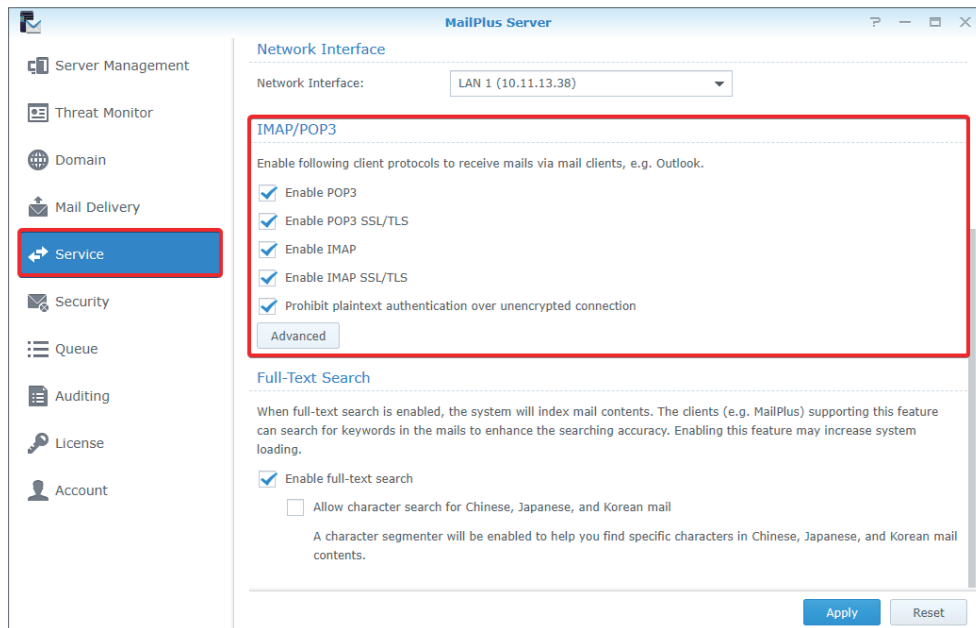 MailPlus Server
Server Management
Threat Monitor
Domain
Mail Delivery
Service
Security
Queue
Auditing
License
Account
Network Interface
Network Interface:
LAN 1 (10.11.13.38)
IMAP/POP3
Enable following client protocols to receive mails via mail clients, e.g. Outlook.
Enable POP3
Enable POP3 SSL/TLS
Enable IMAP
Enable IMAP SSL/TLS
Prohibit plaintext authentication over unencrypted connection
Advanced
Full-Text Search
When full-text search is enabled, the system will index mail contents. The clients (e.g. MailPlus) supporting this feature
can search for keywords in the mails to enhance the searching accuracy. Enabling this feature may increase system
loading.
Enable full-text search
Allow character search for Chinese, Japanese, and Korean mail
A character segmenter will be enabled to help you find specific characters in Chinese, Japanese, and Korean mail
contents.
Apply
Reset